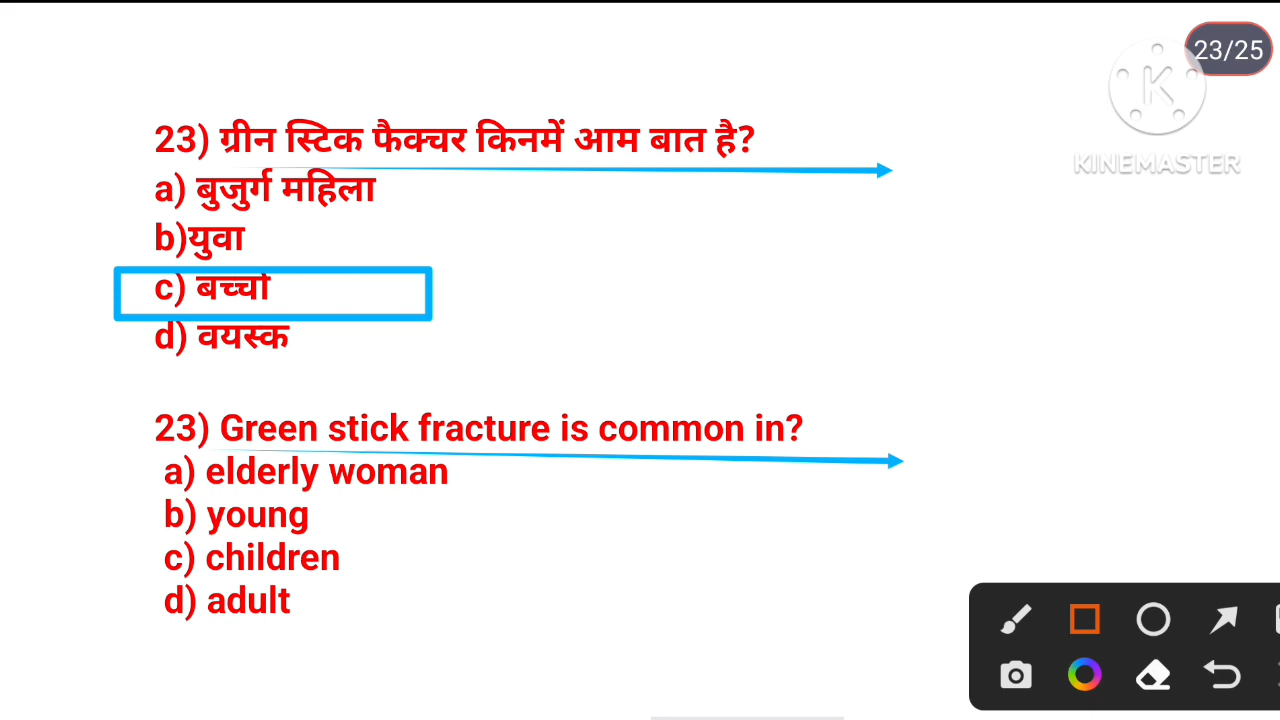 23/25
KINEMASTER
23) ग्रीन स्टिक फैक्चर किनमें आम बात है?
a) बुजुर्ग महिला
b)युवा
c) बच्चो
d) वयस्क
23) Green stick fracture is common in?
a) elderly woman
b) young
c) children
d) adult